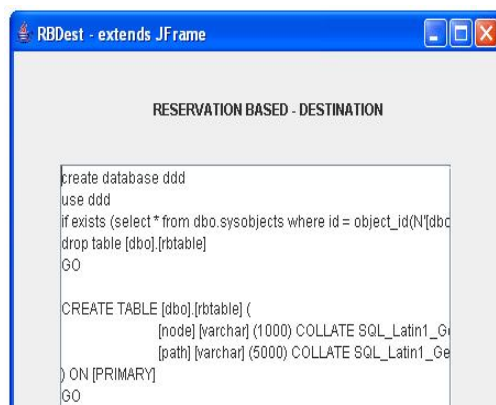 RBDest - extends JFrame
RESERVATION BASED - DESTINATION
create database ddd
use ddd
if exists (select * from dbo.sysobjects where id = object_id(N'[dbo
drop table [dbo].[rbtable]
GO
CREATE TABLE [dbo].[rbtable] (
[node] [varchar] (1000) COLLATE SQL_Latin1_G
[path] [varchar] (5000) COLLATE SQL_Latin1_Ge
) ON [PRIMARY]
GO